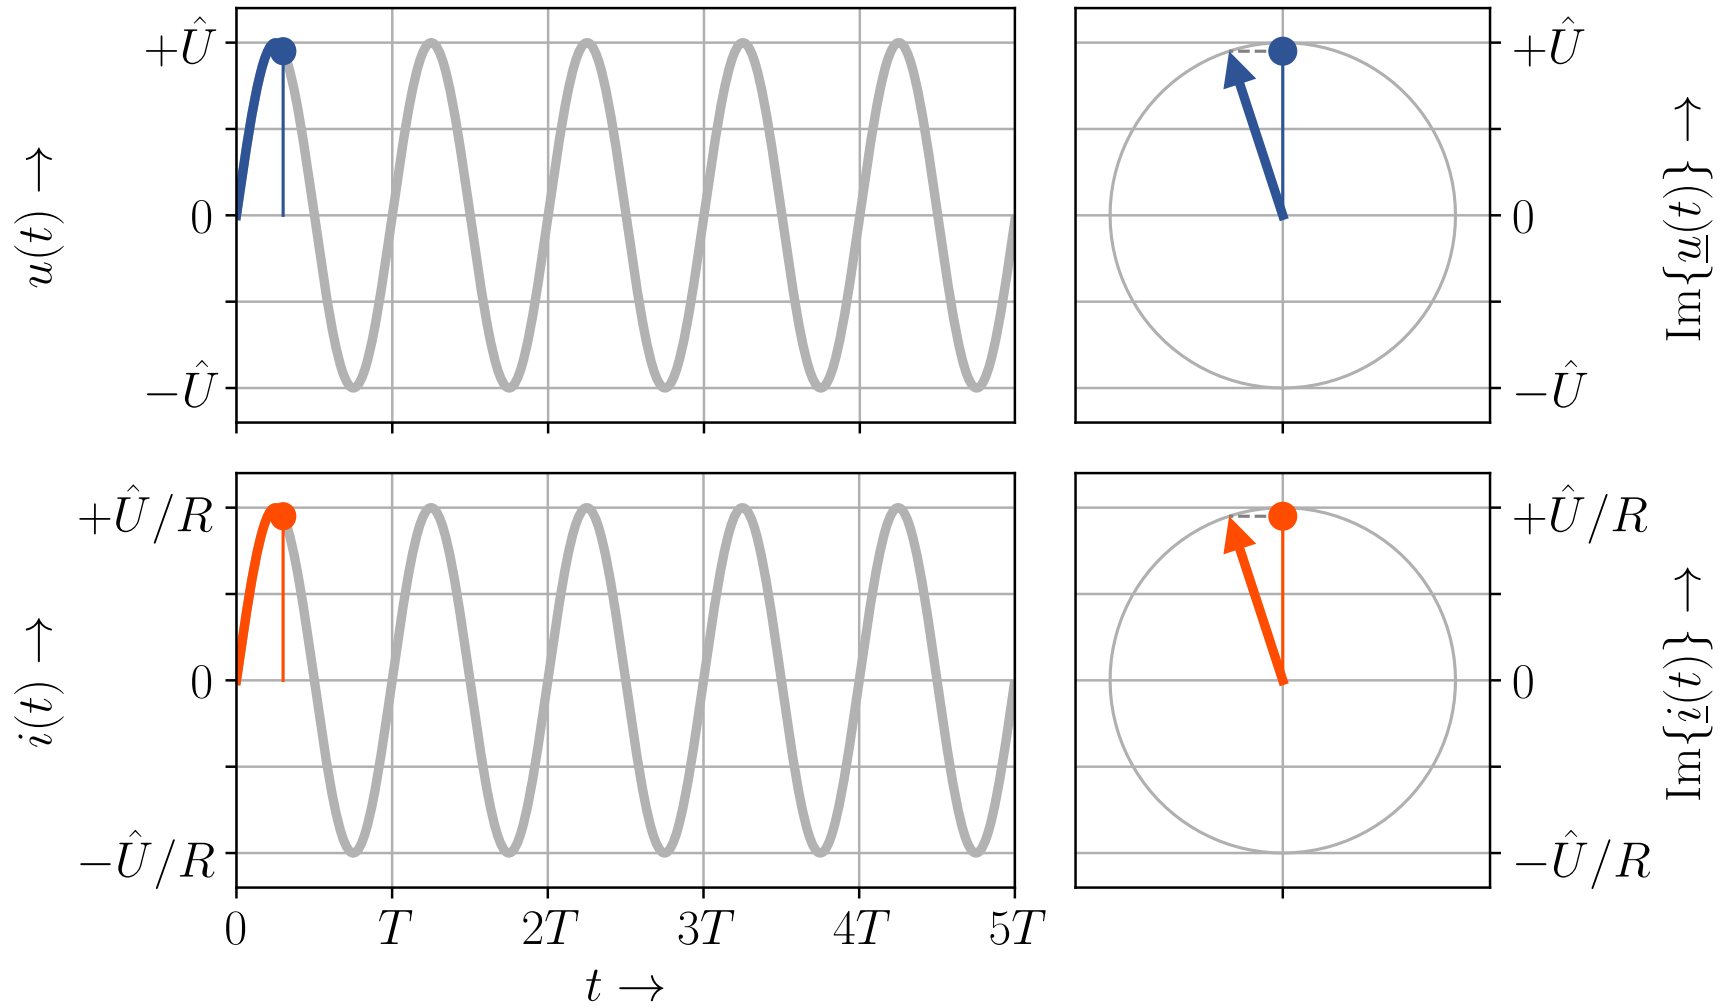 +Û
0
−Û
u(t) →
+Û
0
−Û
Im{u̲(t)} →
+Û/R
0
−Û/R
i(t) →
+Û/R
0
−Û/R
Im{i̲(t)} →
0 T 2T 3T 4T 5T
t →